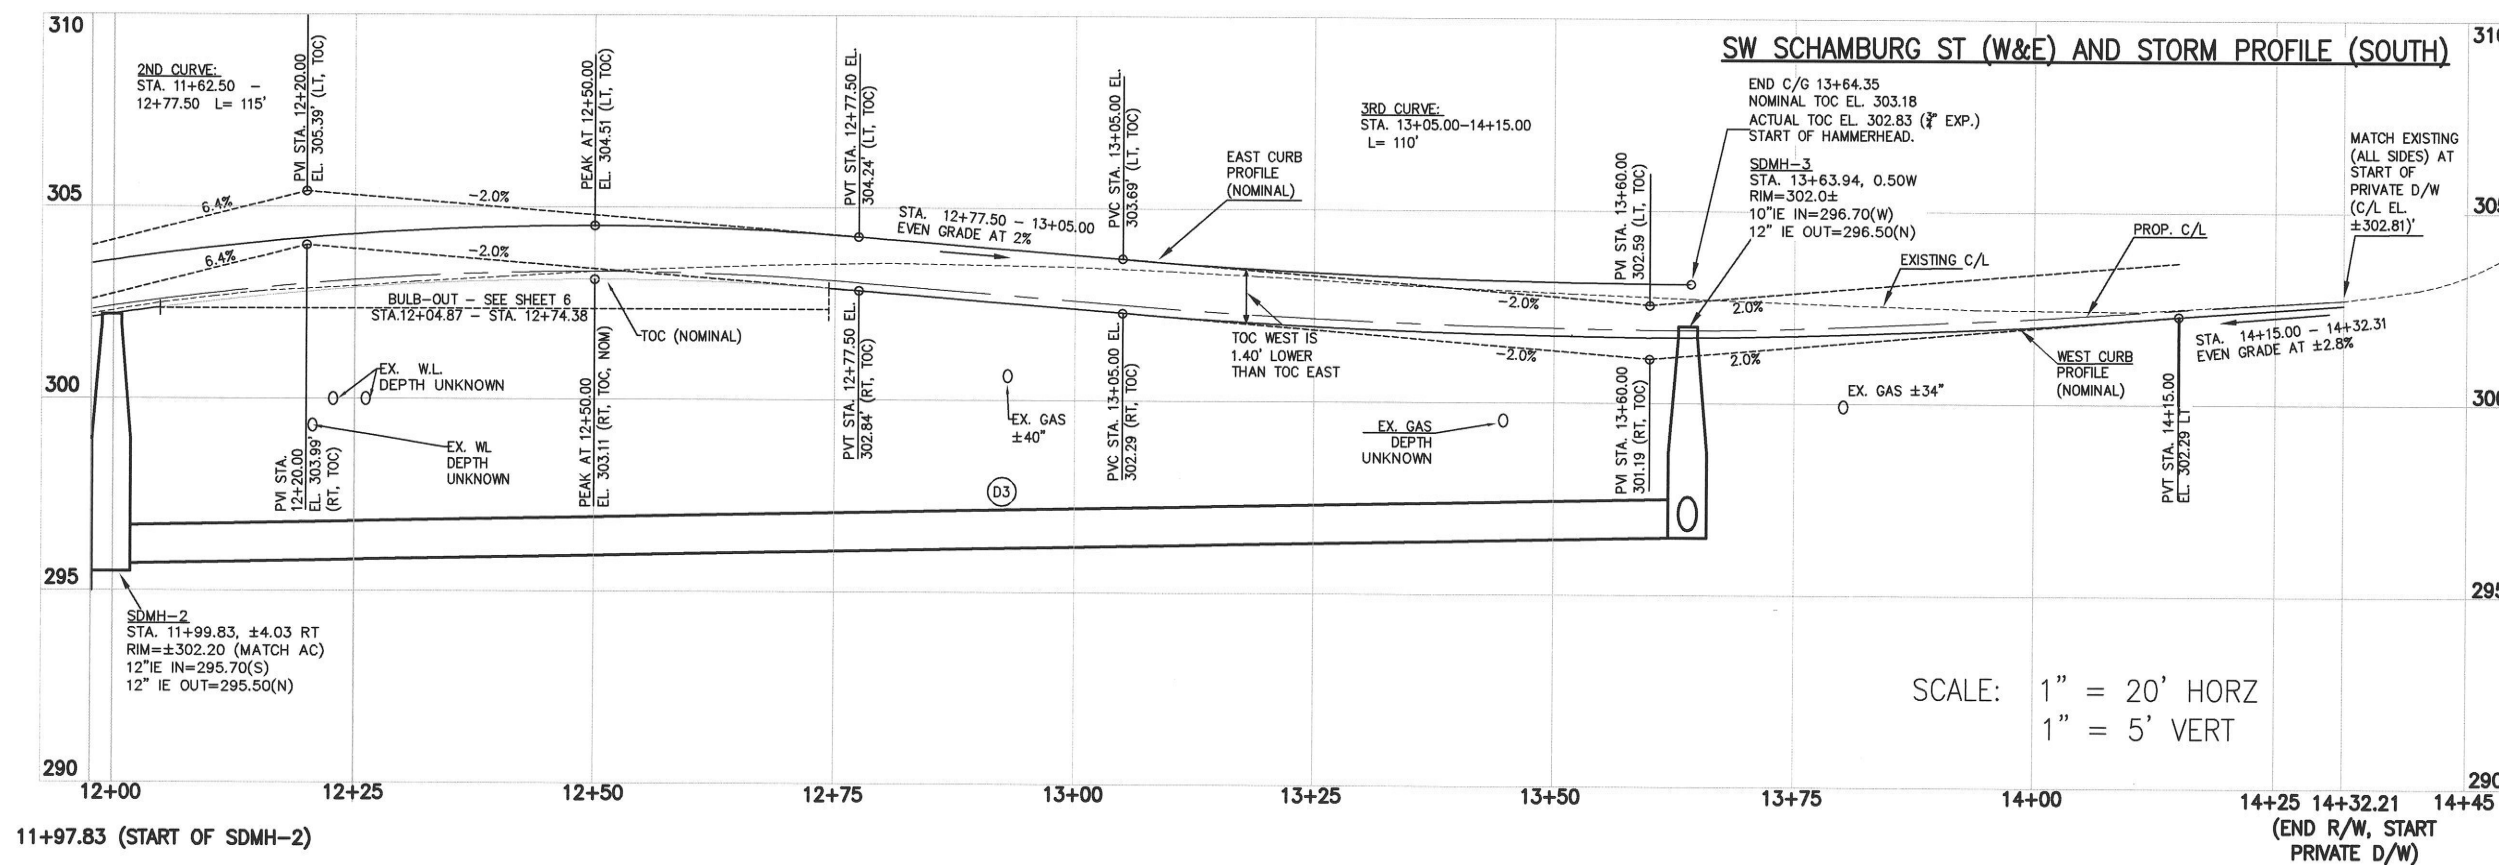 310
SW SCHAMBURG ST (W&E) AND STORM PROFILE (SOUTH)
2ND CURVE:
STA. 11+62.50 -
12+77.50 L= 115'
PVI STA. 12+20.00
EL. 305.39' (LT, TOC)
PEAK AT 12+50.00
EL. 304.51 (LT, TOC)
PVT STA. 12+77.50 EL.
304.24' (LT, TOC)
PVC STA. 13+05.00 EL.
303.69' (LT, TOC)
3RD CURVE:
STA. 13+05.00-14+15.00
L= 110'
END C/G 13+64.35
NOMINAL TOC EL. 303.18
ACTUAL TOC EL. 302.83 (¾" EXP.)
START OF HAMMERHEAD.
SDMH-3
STA. 13+63.94, 0.50W
RIM=302.0±
10"IE IN=296.70(W)
12" IE OUT=296.50(N)
MATCH EXISTING
(ALL SIDES) AT
START OF
PRIVATE D/W
(C/L EL.
±302.81)'
EAST CURB
PROFILE
(NOMINAL)
PVI STA. 13+60.00
302.59 (LT, TOC)
305
6.4%
-2.0%
STA. 12+77.50 - 13+05.00
EVEN GRADE AT 2%
PROP. C/L
EXISTING C/L
6.4%
-2.0%
BULB-OUT - SEE SHEET 6
STA.12+04.87 - STA. 12+74.38
TOC (NOMINAL)
-2.0%
2.0%
TOC WEST IS
1.40' LOWER
THAN TOC EAST
-2.0%
2.0%
STA. 14+15.00 - 14+32.31
EVEN GRADE AT ±2.8%
WEST CURB
PROFILE
(NOMINAL)
300
300
EX. W.L.
DEPTH UNKNOWN
EX. WL
DEPTH
UNKNOWN
PVI STA.
12+20.00
EL. 303.99'
(RT, TOC)
PEAK AT 12+50.00
EL. 303.11 (RT, TOC, NOM)
PVT STA. 12+77.50 EL.
302.84' (RT, TOC)
EX. GAS
±40"
PVC STA. 13+05.00 EL.
302.29 (RT, TOC)
EX. GAS
DEPTH
UNKNOWN
PVI STA. 13+60.00
301.19 (RT, TOC)
EX. GAS ±34"
PVT STA. 14+15.00
EL. 302.29 LT
D3
295
SDMH-2
STA. 11+99.83, ±4.03 RT
RIM=±302.20 (MATCH AC)
12"IE IN=295.70(S)
12" IE OUT=295.50(N)
SCALE: 1" = 20' HORZ
1" = 5' VERT
290
12+00 12+25 12+50 12+75 13+00 13+25 13+50 13+75 14+00 14+25 14+32.21 14+45
11+97.83 (START OF SDMH-2)
(END R/W, START
PRIVATE D/W)